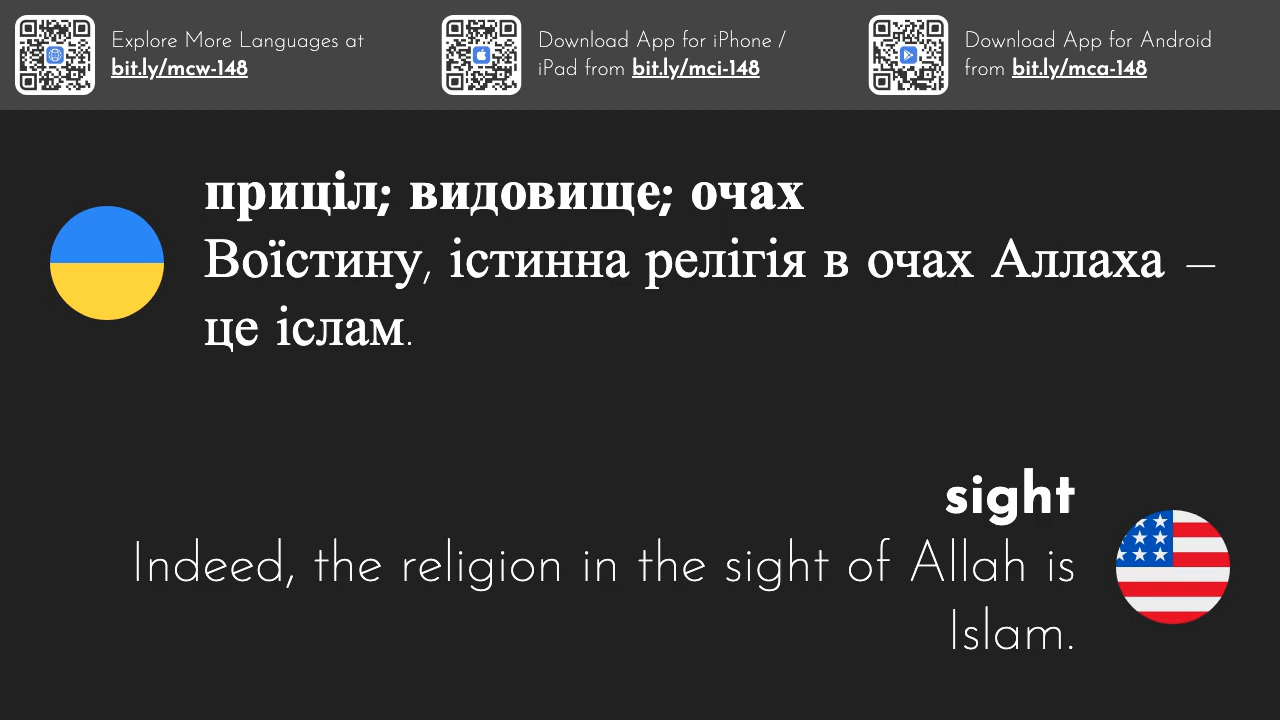 Explore More Languages at
bit.ly/mcw-148
Download App for iPhone /
iPad from bit.ly/mci-148
Download App for Android
from bit.ly/mca-148
приціл; видовище; очах
Воїстину, істинна релігія в очах Аллаха –
це іслам.
sight
Indeed, the religion in the sight of Allah is
Islam.